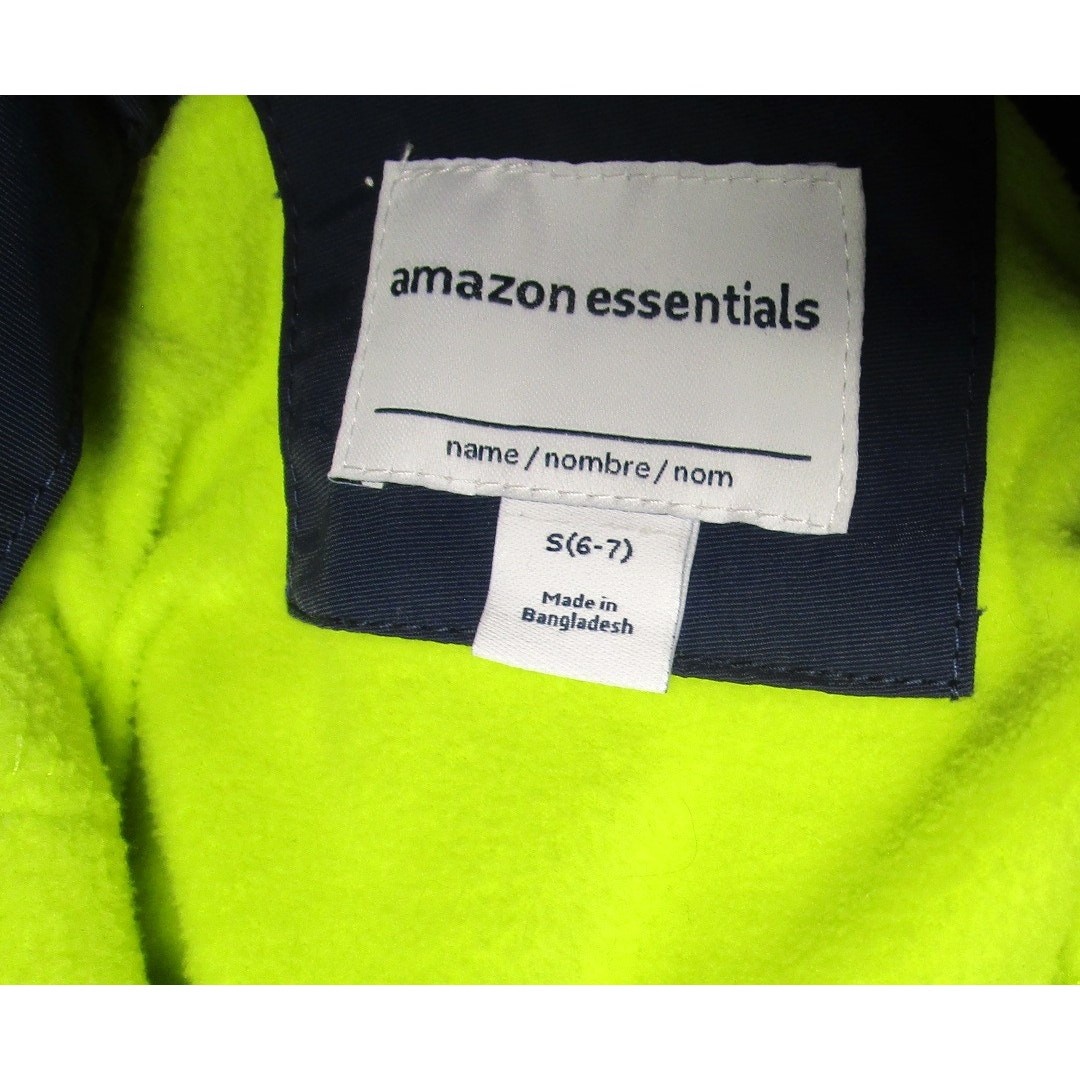 amazon essentials
name / nombre / nom
S(6-7)
Made in
Bangladesh